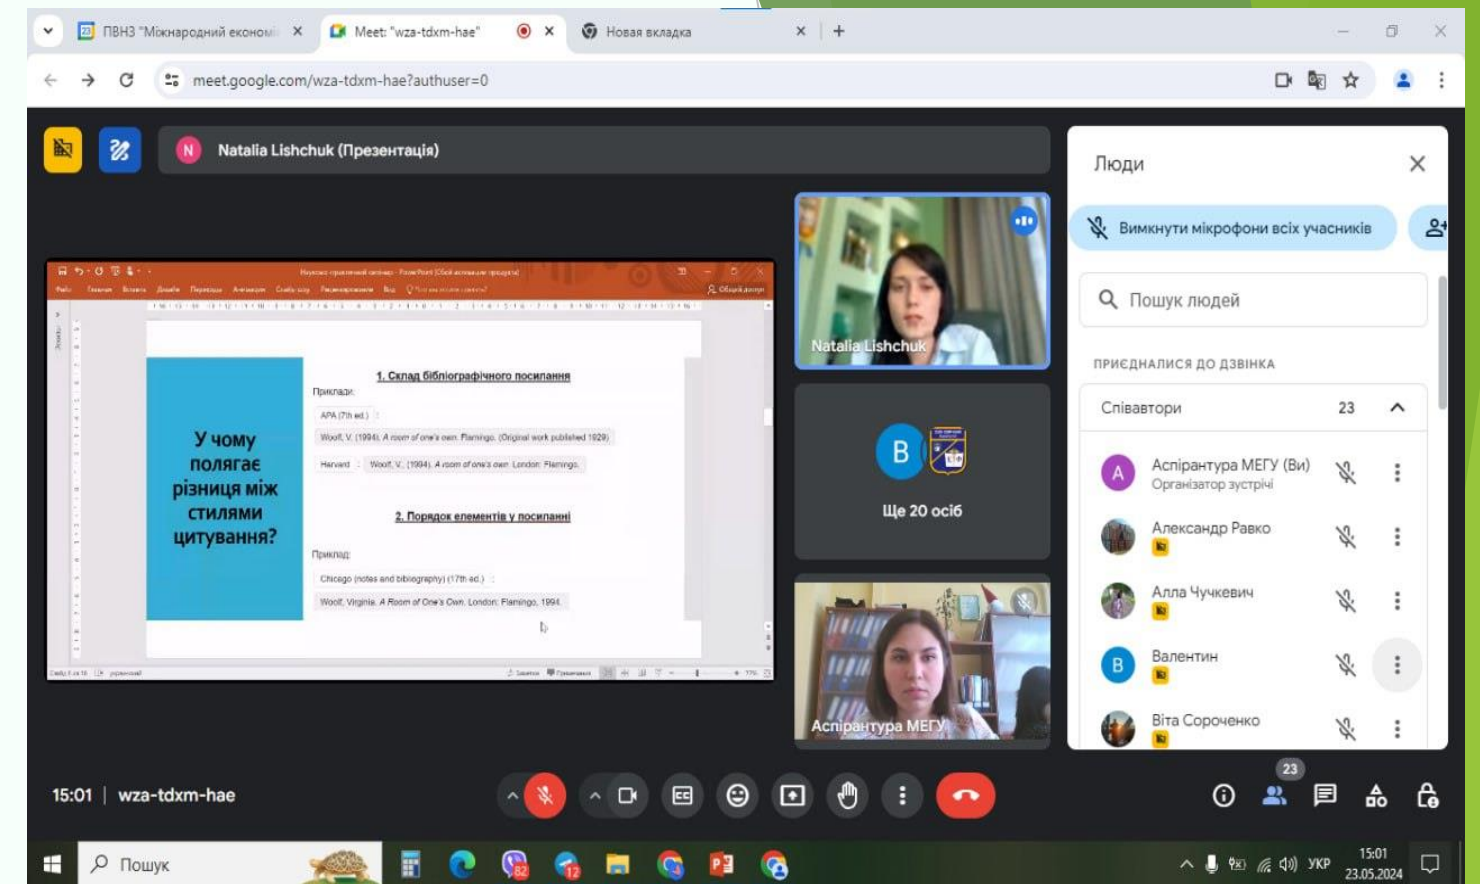 ПВНЗ "Міжнародний економі
Meet: "wza-tdxm-hae"
Новая вкладка
meet.google.com/wza-tdxm-hae?authuser=0
N
Natalia Lishchuk (Презентація)
Люди
Вимкнути мікрофони всіх учасників
Пошук людей
ПРИЄДНАЛИСЯ ДО ДЗВІНКА
Співавтори 23
А
Аспірантура МЕГУ (Ви)
Організатор зустрічі
Александр Равко
Алла Чучкевич
В
Валентин
Віта Сороченко
У чому
полягає
різниця між
стилями
цитування?
1. Склад бібліографічного посилання
Приклади:
APA (7th ed.) :
Woolf, V. (1994). A room of one's own. Flamingo. (Original work published 1929)
Harvard : Woolf, V., (1994). A room of one's own. London: Flamingo.
2. Порядок елементів у посиланні
Приклад:
Chicago (notes and bibliography) (17th ed.) :
Woolf, Virginia. A Room of One's Own. London: Flamingo, 1994.
Natalia Lishchuk
В
Ще 20 осіб
Аспірантура МЕГУ
15:01 | wza-tdxm-hae
23
Пошук
82
12
УКР
15:01
23.05.2024